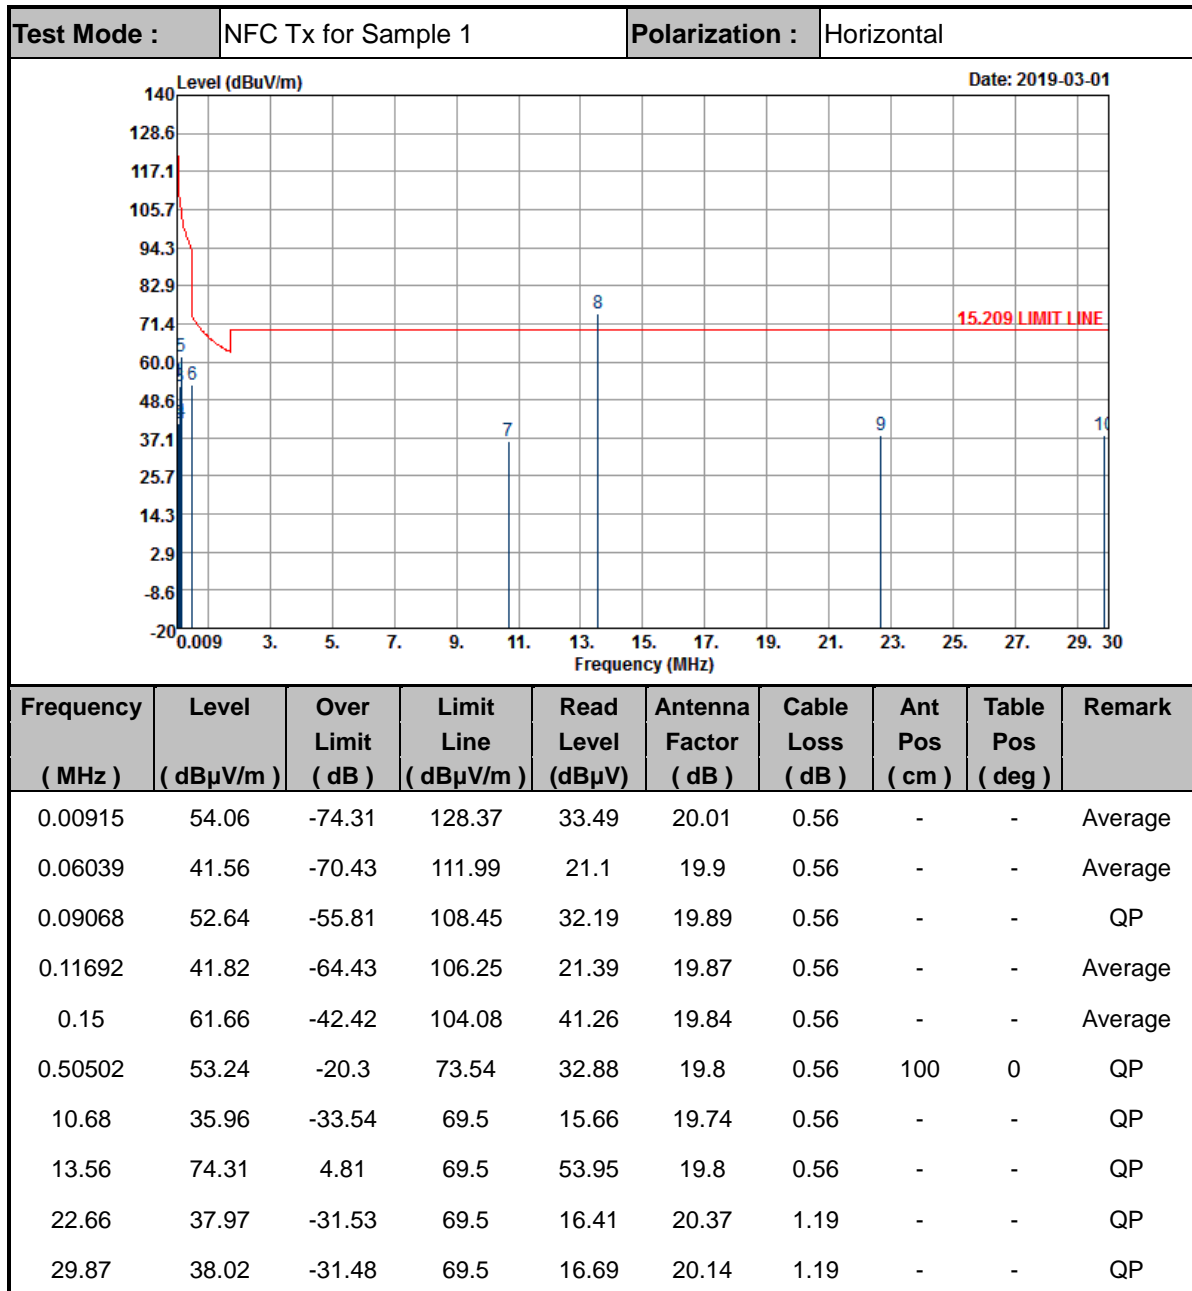 Test Mode : NFC Tx for Sample 1 Polarization : Horizontal
Level (dBuV/m) Date: 2019-03-01
140
128.6
117.1
105.7
94.3
82.9
71.4
60.0
48.6
37.1
25.7
14.3
2.9
-8.6
-20
8
15.209 LIMIT LINE
5
6
7
9
10
0.009 3. 5. 7. 9. 11. 13. 15. 17. 19. 21. 23. 25. 27. 29. 30
Frequency (MHz)
Frequency Level Over Limit Read Antenna Cable Ant Table Remark
Limit Line Level Factor Loss Pos Pos
( MHz ) ( dBµV/m ) ( dB ) ( dBµV/m ) (dBµV) ( dB ) ( dB ) ( cm ) ( deg )
0.00915 54.06 -74.31 128.37 33.49 20.01 0.56 - - Average
0.06039 41.56 -70.43 111.99 21.1 19.9 0.56 - - Average
0.09068 52.64 -55.81 108.45 32.19 19.89 0.56 - - QP
0.11692 41.82 -64.43 106.25 21.39 19.87 0.56 - - Average
0.15 61.66 -42.42 104.08 41.26 19.84 0.56 - - Average
0.50502 53.24 -20.3 73.54 32.88 19.8 0.56 100 0 QP
10.68 35.96 -33.54 69.5 15.66 19.74 0.56 - - QP
13.56 74.31 4.81 69.5 53.95 19.8 0.56 - - QP
22.66 37.97 -31.53 69.5 16.41 20.37 1.19 - - QP
29.87 38.02 -31.48 69.5 16.69 20.14 1.19 - - QP